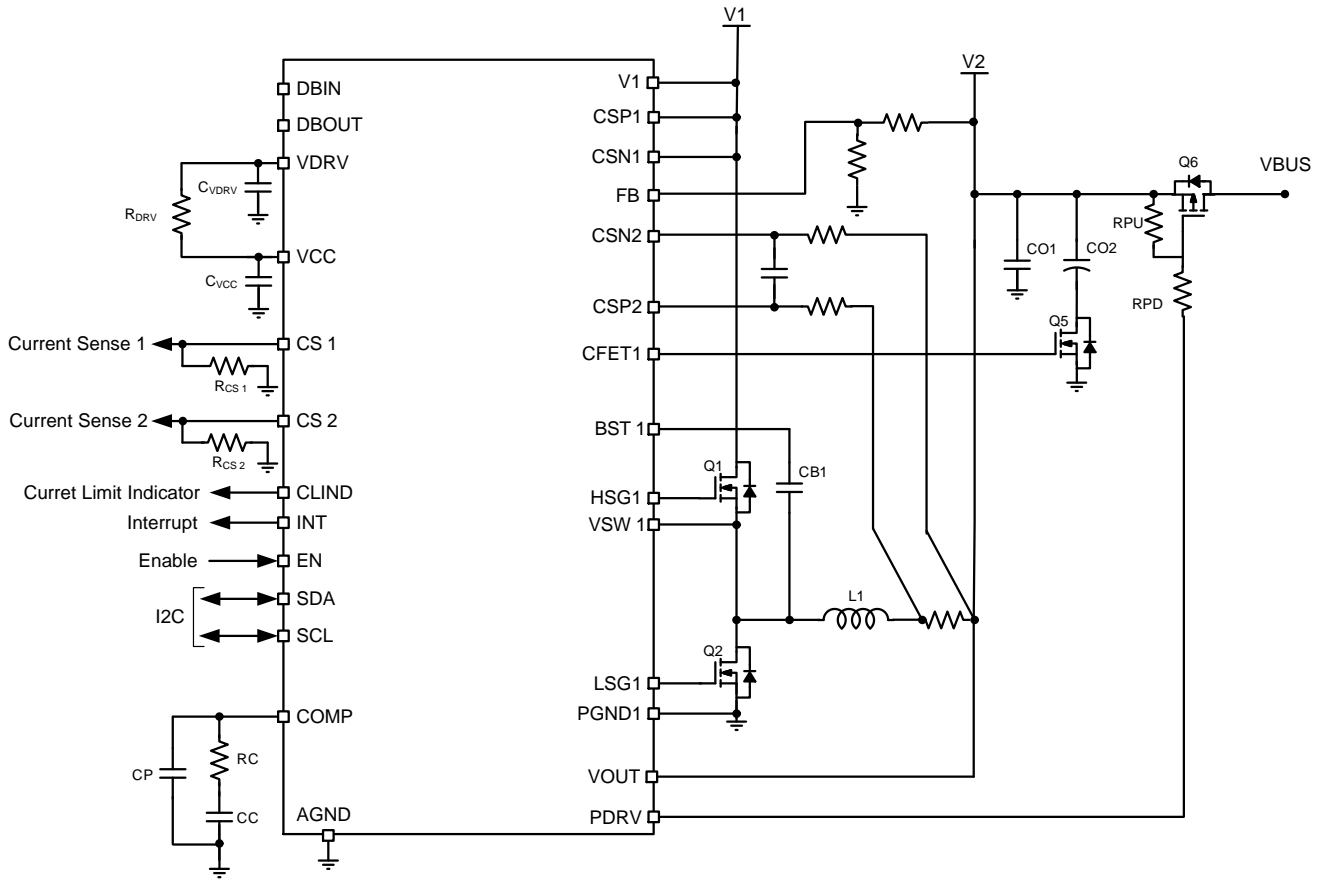 V1
V2
DBIN
DBOUT
VDRV
CVDRV
RDRV
VCC
CVCC
Current Sense 1
CS 1
RCS 1
Current Sense 2
CS 2
RCS 2
Curret Limit Indicator
CLIND
Interrupt
INT
Enable
EN
I2C
SDA
SCL
COMP
CP
RC
CC
AGND
V1
CSP1
CSN1
FB
CSN2
CSP2
CFET1
BST 1
HSG1
VSW 1
LSG1
PGND1
VOUT
PDRV
Q1
CB1
L1
Q2
CO1
CO2
Q5
RPU
RPD
Q6
VBUS